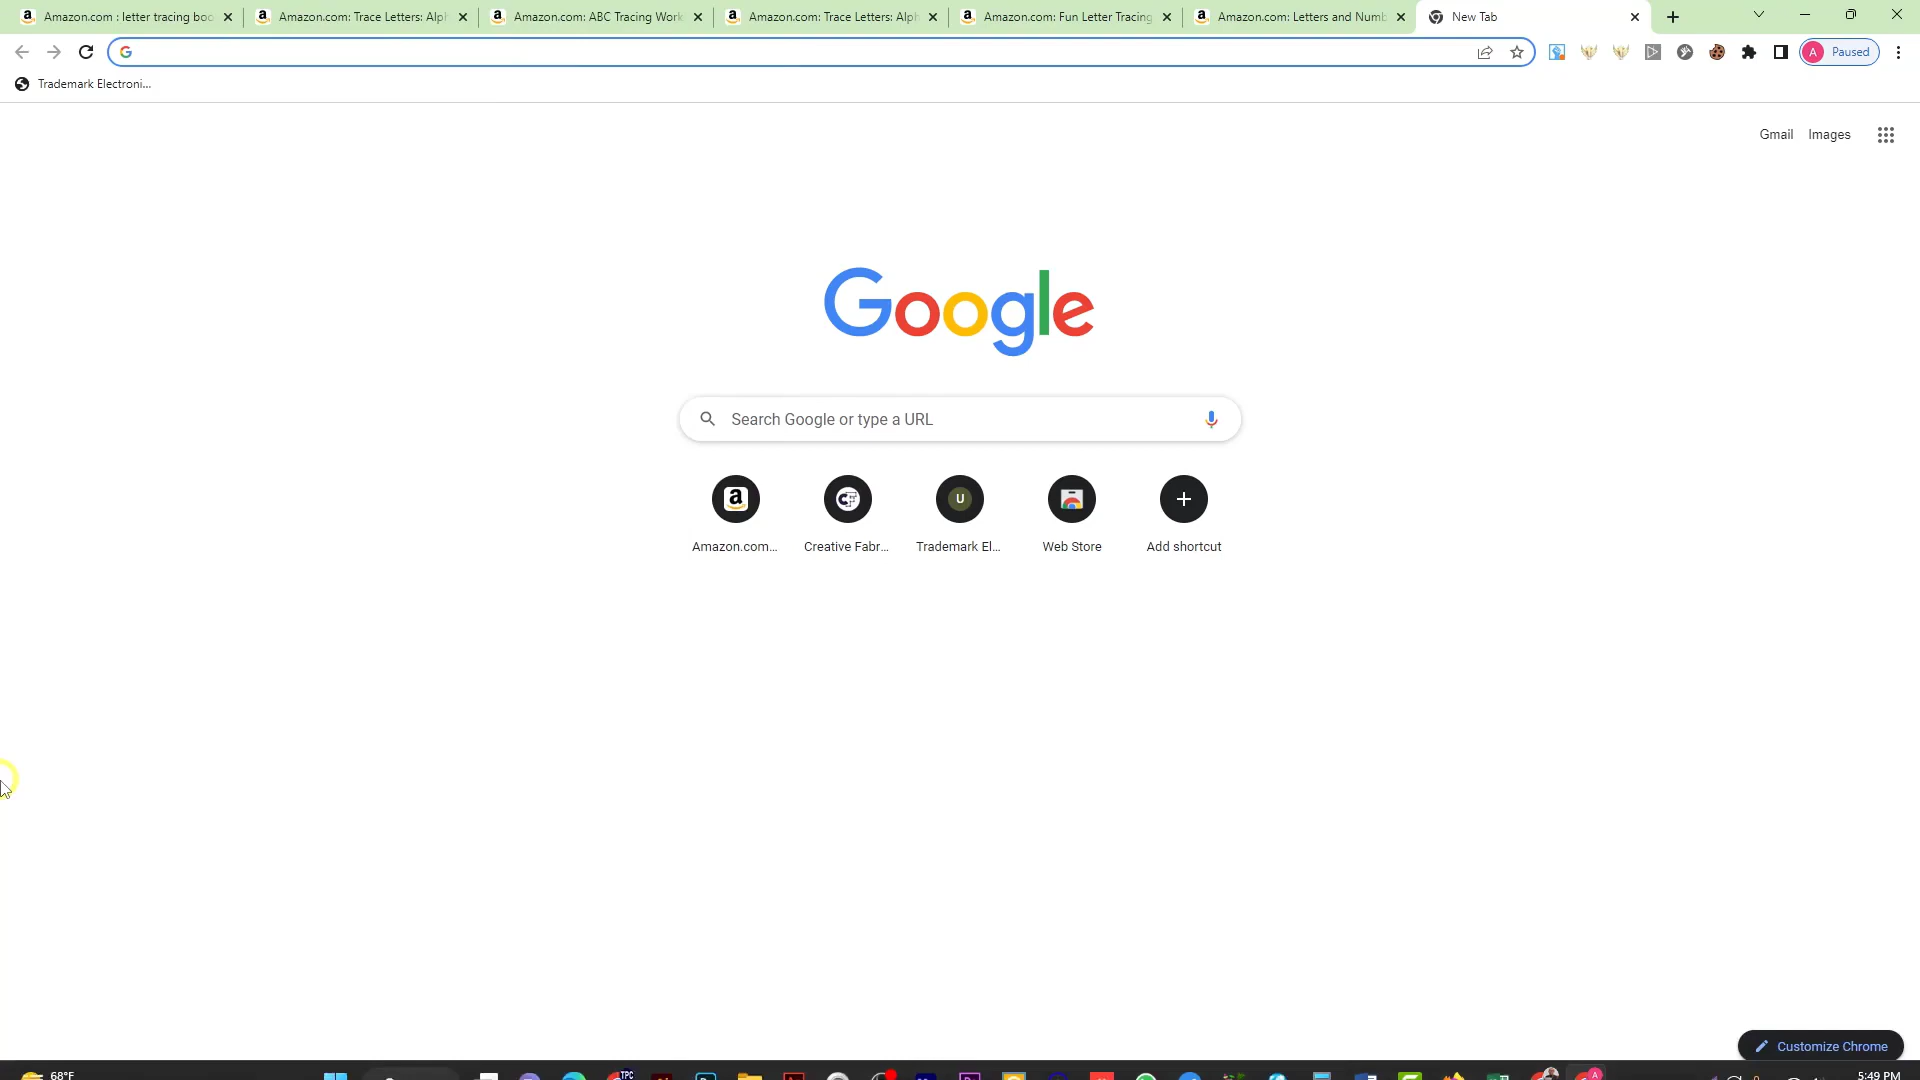 Amazon.com : letter tracing boo
Amazon.com: Trace Letters: Alph
Amazon.com: ABC Tracing Work
Amazon.com: Trace Letters: Alph
Amazon.com: Fun Letter Tracing
Amazon.com: Letters and Numb
New Tab
A Paused
Trademark Electroni...
Gmail Images
Google
Search Google or type a URL
Amazon.com... Creative Fabr... Trademark El... Web Store Add shortcut
U
Customize Chrome
68°F
TPC
A
5:49 PM